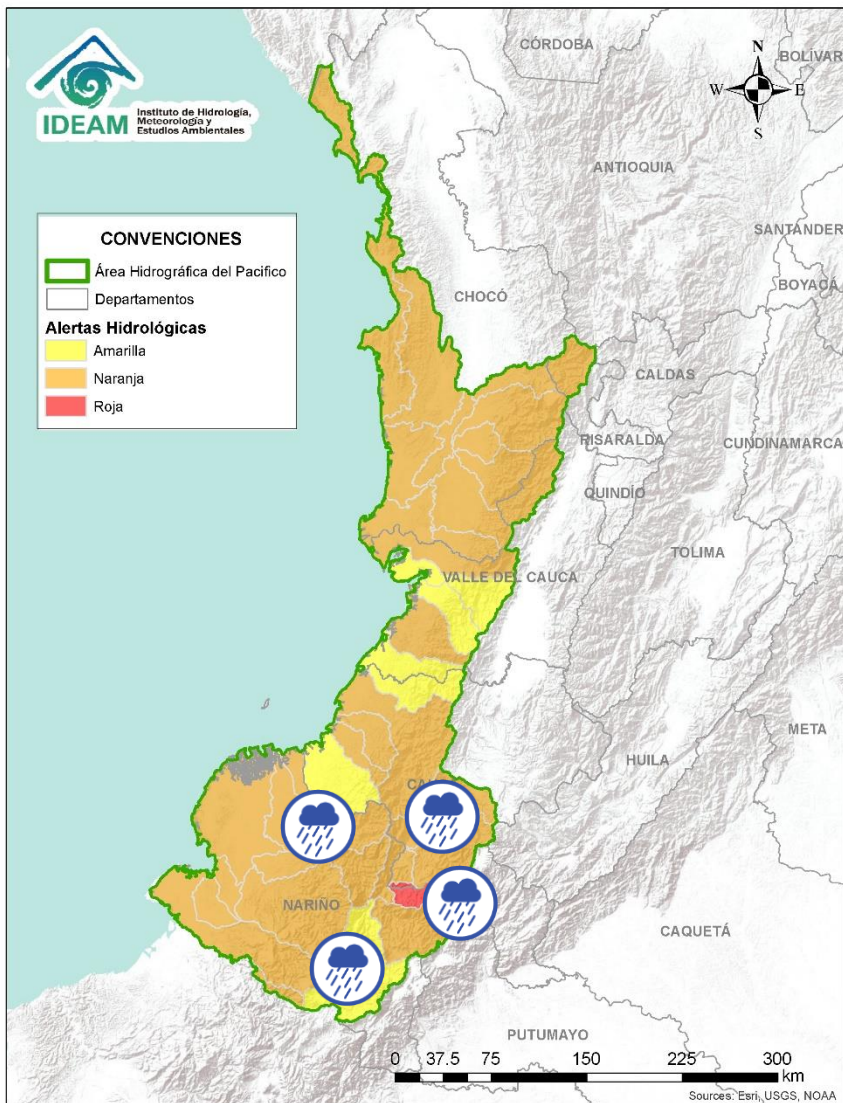 IDEAM
Instituto de Hidrología,
Meteorología y
Estudios Ambientales
N
W
E
S
CÓRDOBA
BOLÍVAR
ANTIOQUIA
SANTANDER
BOYACÁ
CHOCÓ
CALDAS
RISARALDA
CUNDINAMARCA
QUINDÍO
TOLIMA
VALLE DEL CAUCA
META
HUILA
NARIÑO
CAQUETÁ
PUTUMAYO
CONVENCIONES
Área Hidrográfica del Pacifico
Departamentos
Alertas Hidrológicas
Amarilla
Naranja
Roja
0 37.5 75 150 225 300
km
Sources: Esri, USGS, NOAA